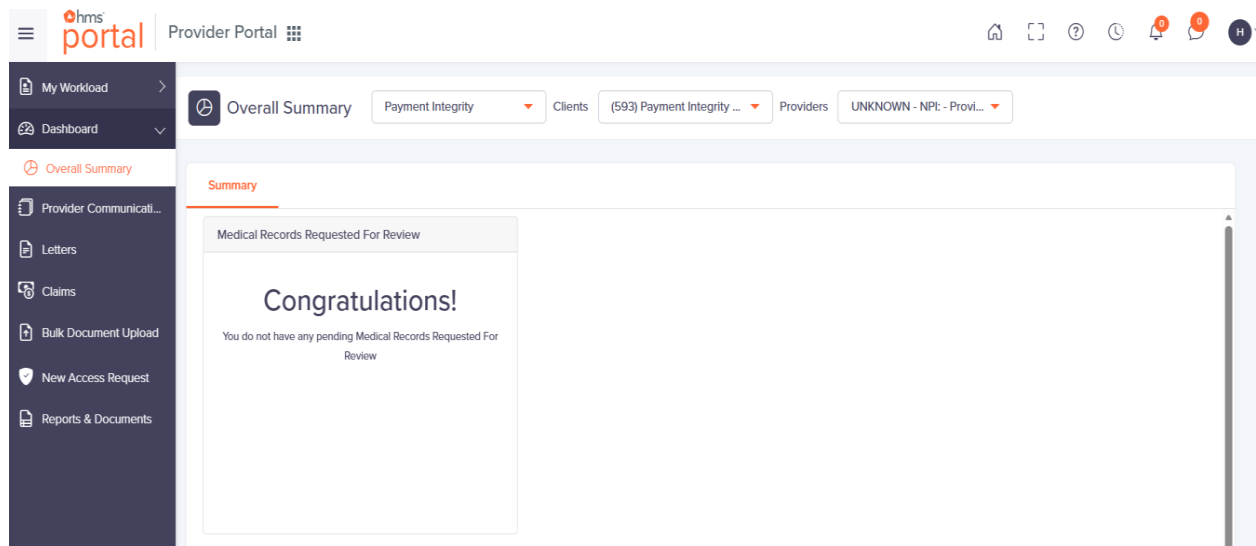 hms
portal
Provider Portal
0
0
H
My Workload
Dashboard
Overall Summary
Provider Communicati...
Letters
Claims
Bulk Document Upload
New Access Request
Reports & Documents
Overall Summary
Payment Integrity
Clients
(593) Payment Integrity ...
Providers
UNKNOWN - NPI: - Provi...
Summary
Medical Records Requested For Review
Congratulations!
You do not have any pending Medical Records Requested For
Review